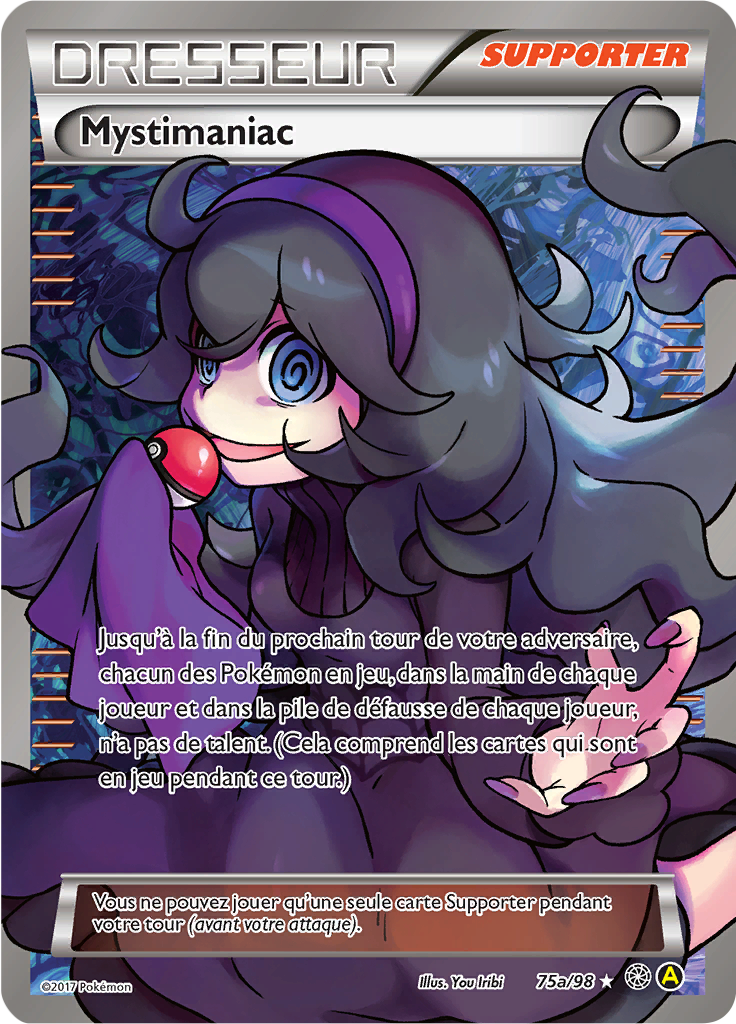 DRESSEUR
SUPPORTER
Mystimaniac
Jusqu'à la fin du prochain tour de votre adversaire,
chacun des Pokémon en jeu, dans la main de chaque
joueur et dans la pile de défausse de chaque joueur,
n'a pas de talent. (Cela comprend les cartes qui sont
en jeu pendant ce tour.)
Vous ne pouvez jouer qu'une seule carte Supporter pendant
votre tour (avant votre attaque).
©2017 Pokémon
Illus. You Iribi
75a/98 ★
A